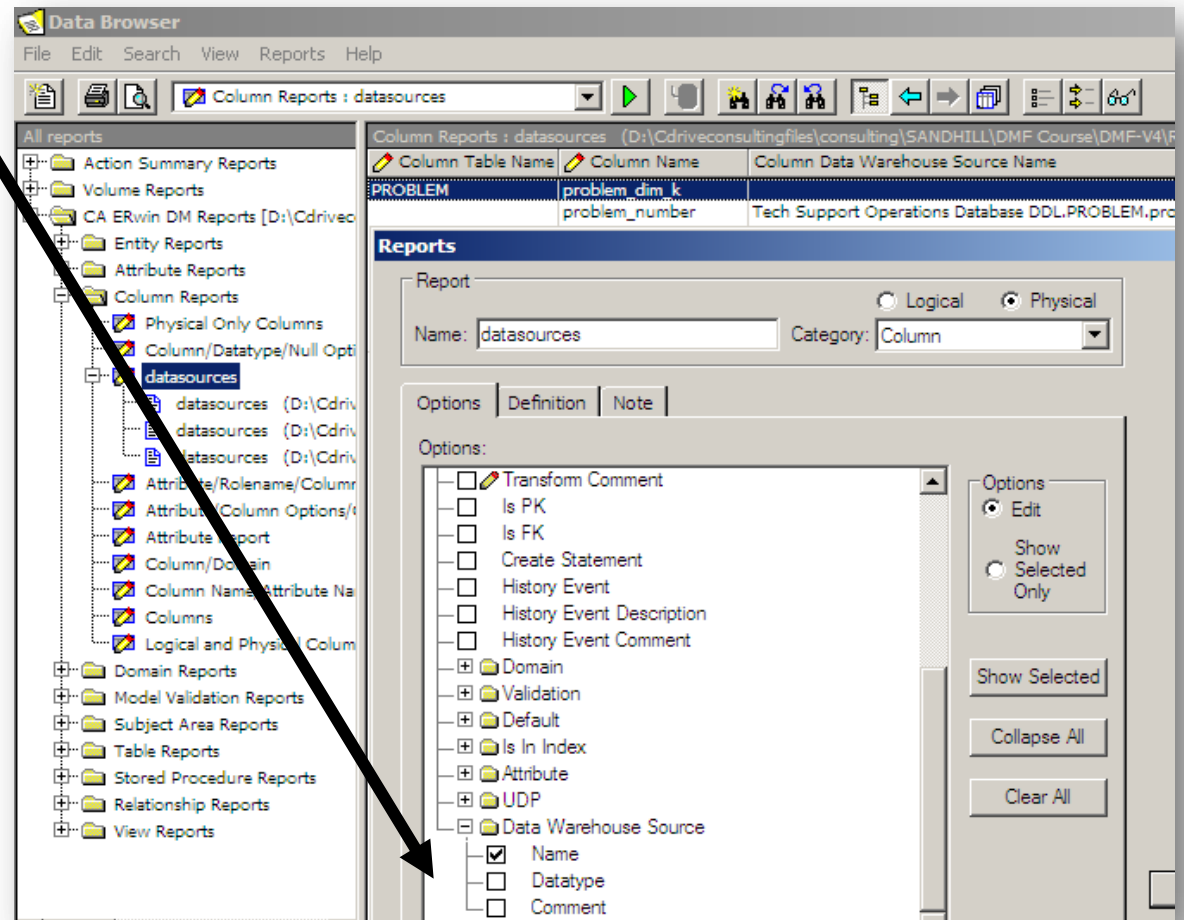 Data Browser
File Edit Search View Reports Help
Column Reports : datasources
All reports
Action Summary Reports
Volume Reports
CA ERwin DM Reports [D:\Cdriveco
Entity Reports
Attribute Reports
Column Reports
Physical Only Columns
Column/Datatype/Null Opti
datasources
datasources (D:\Cdriv
datasources (D:\Cdriv
datasources (D:\Cdriv
Attribute/Rolename/Column
Attribute/Column Options/
Attribute Report
Column/Domain
Column Name/Attribute Na
Columns
Logical and Physical Colum
Domain Reports
Model Validation Reports
Subject Area Reports
Table Reports
Stored Procedure Reports
Relationship Reports
View Reports
Column Reports : datasources (D:\Cdriveconsultingfiles\consulting\SANDHILL\DMF Course\DMF-V4\R
Column Table Name Column Name Column Data Warehouse Source Name
PROBLEM problem_dim_k
problem_number Tech Support Operations Database DDL.PROBLEM.pro
Reports
Report
Logical Physical
Name: datasources Category: Column
Options Definition Note
Options:
Transform Comment
Is PK
Is FK
Create Statement
History Event
History Event Description
History Event Comment
Domain
Validation
Default
Is In Index
Attribute
UDP
Data Warehouse Source
Name
Datatype
Comment
Options
Edit
Show
Selected
Only
Show Selected
Collapse All
Clear All